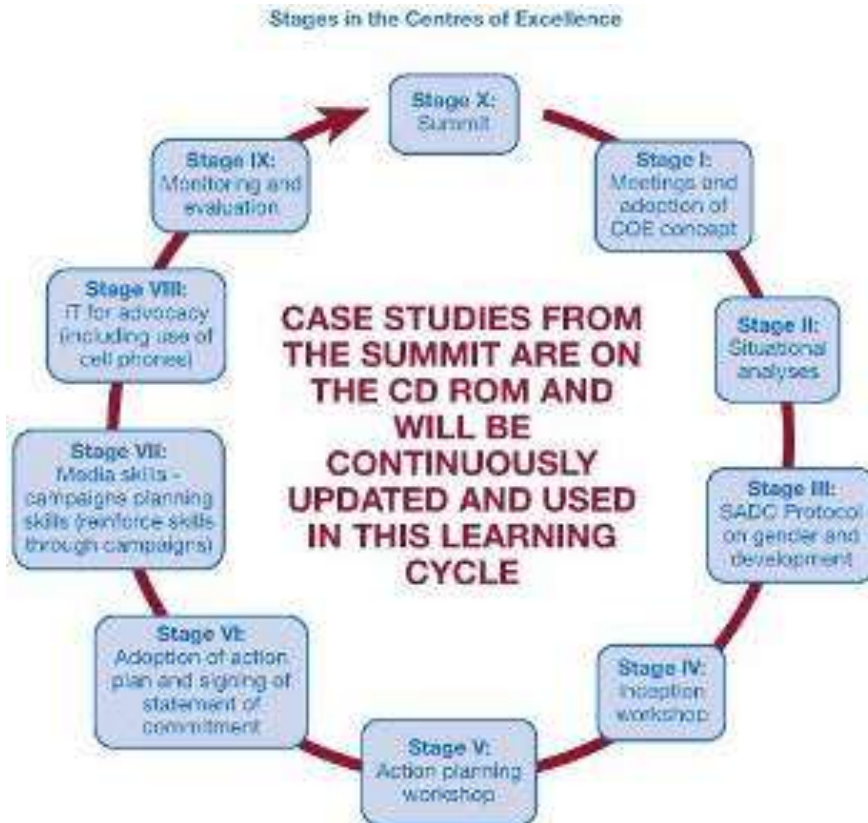 Stages in the Centres of Excellence
Stage X:
Summit
Stage I:
Meetings and
adoption of
COE concept
Stage II:
Situational
analyses
Stage III:
SADC Protocol
on gender and
development
Stage IV:
Inception
workshop
Stage V:
Action planning
workshop
Stage VI:
Adoption of action
plan and signing of
statement of
commitment
Stage VII:
Media skills -
campaigns planning
skills (reinforce skills
through campaigns)
Stage VIII:
IT for advocacy
(including use of
cell phones)
Stage IX:
Monitoring and
evaluation
CASE STUDIES FROM
THE SUMMIT ARE ON
THE CD ROM AND
WILL BE
CONTINUOUSLY
UPDATED AND USED
IN THIS LEARNING
CYCLE